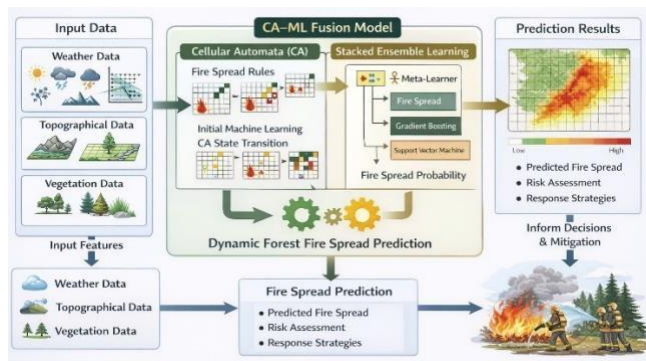 Input Data
Weather Data
Topographical Data
Vegetation Data
Input Features
Weather Data
Topographical Data
Vegetation Data
CA–ML Fusion Model
Cellular Automata (CA)
Fire Spread Rules
Initial Machine Learning
CA State Transition
Stacked Ensemble Learning
Meta-Learner
Fire Spread
Gradient Boosting
Support Vector Machine
Fire Spread Probability
Dynamic Forest Fire Spread Prediction
Fire Spread Prediction
• Predicted Fire Spread
• Risk Assessment
• Response Strategies
Prediction Results
Low High
• Predicted Fire Spread
• Risk Assessment
• Response Strategies
Inform Decisions
& Mitigation